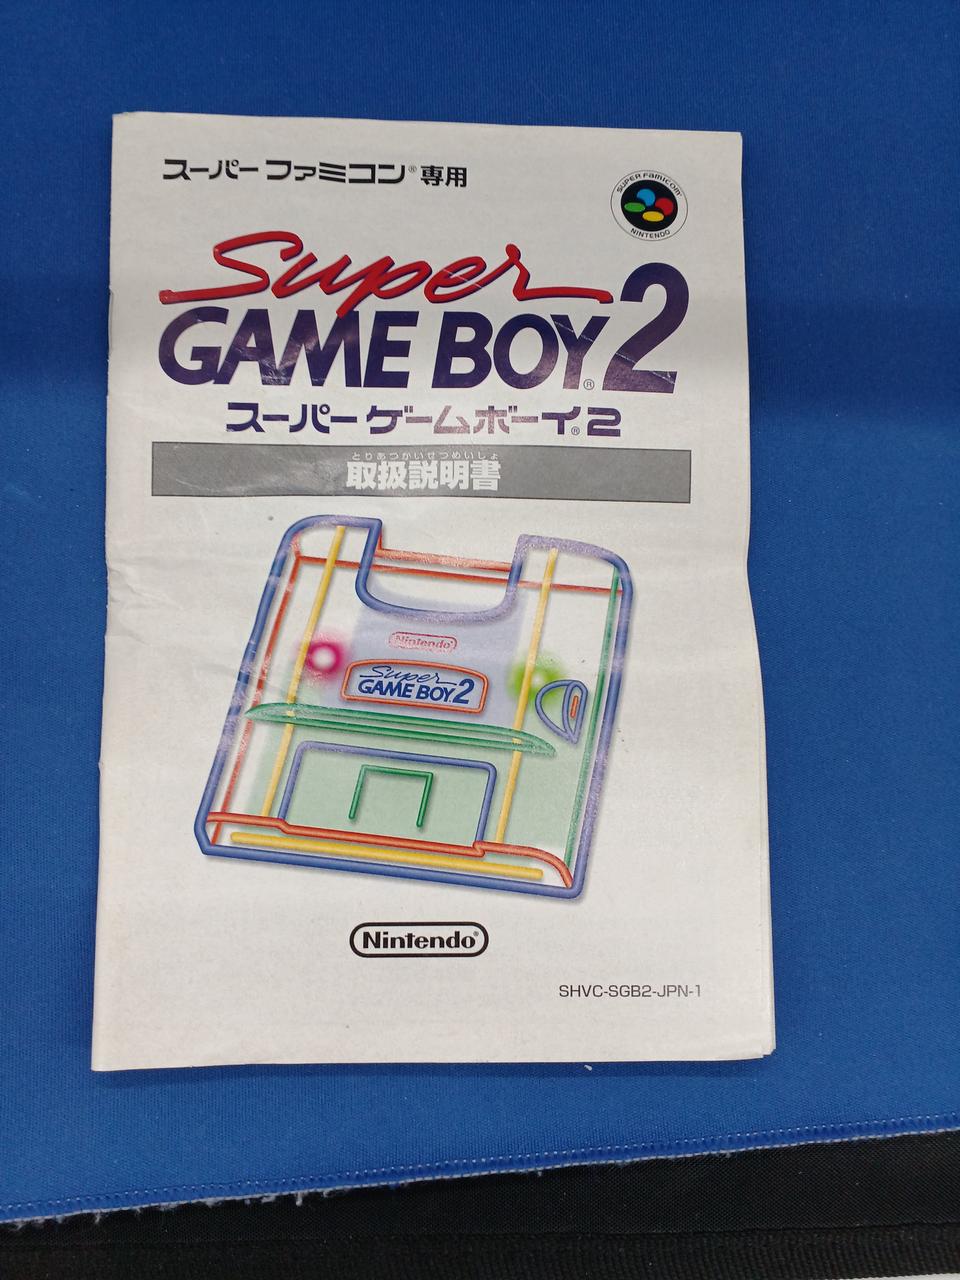 スーパーファミコン®専用
SUPER FAMICOM
NINTENDO
Super
GAME BOY®2
スーパーゲームボーイ®2
とりあつかいせつめいしょ
取扱説明書
Nintendo
Super
GAME BOY 2
Nintendo®
SHVC-SGB2-JPN-1